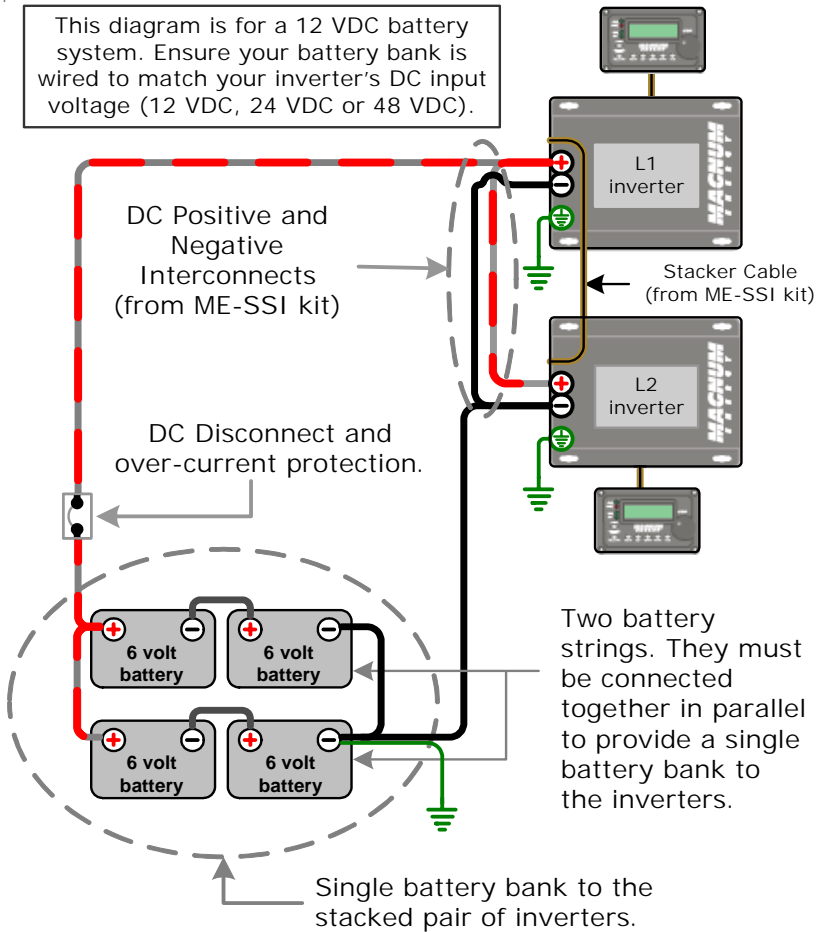 This diagram is for a 12 VDC battery
system. Ensure your battery bank is
wired to match your inverter's DC input
voltage (12 VDC, 24 VDC or 48 VDC).
L1
inverter
MAGNUM
DC Positive and
Negative
Interconnects
(from ME-SSI kit)
Stacker Cable
(from ME-SSI kit)
L2
inverter
MAGNUM
DC Disconnect and
over-current protection.
6 volt
battery
6 volt
battery
6 volt
battery
6 volt
battery
Two battery
strings. They must
be connected
together in parallel
to provide a single
battery bank to
the inverters.
Single battery bank to the
stacked pair of inverters.